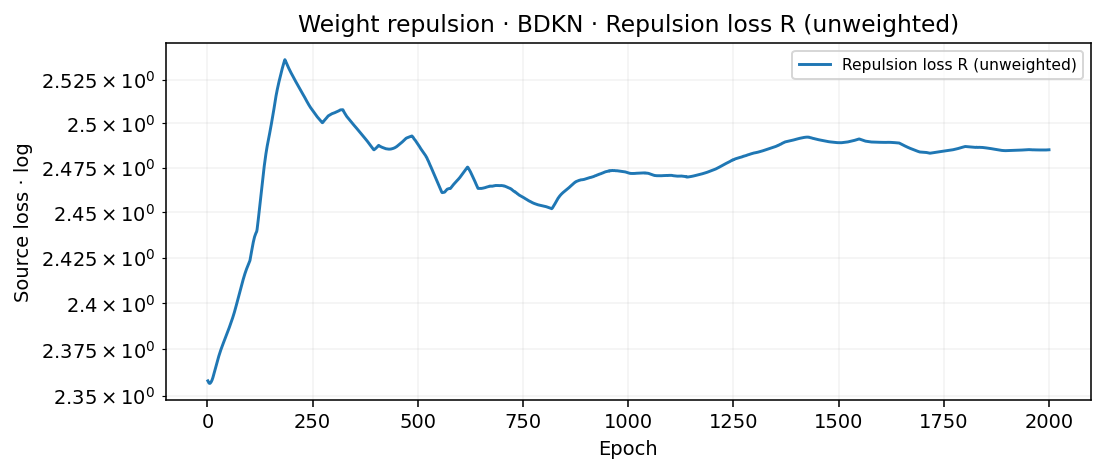 Weight repulsion · BDKN · Repulsion loss R (unweighted)
Repulsion loss R (unweighted)
Source loss · log
2.525 × 10⁰
2.5 × 10⁰
2.475 × 10⁰
2.45 × 10⁰
2.425 × 10⁰
2.4 × 10⁰
2.375 × 10⁰
2.35 × 10⁰
0 250 500 750 1000 1250 1500 1750 2000
Epoch